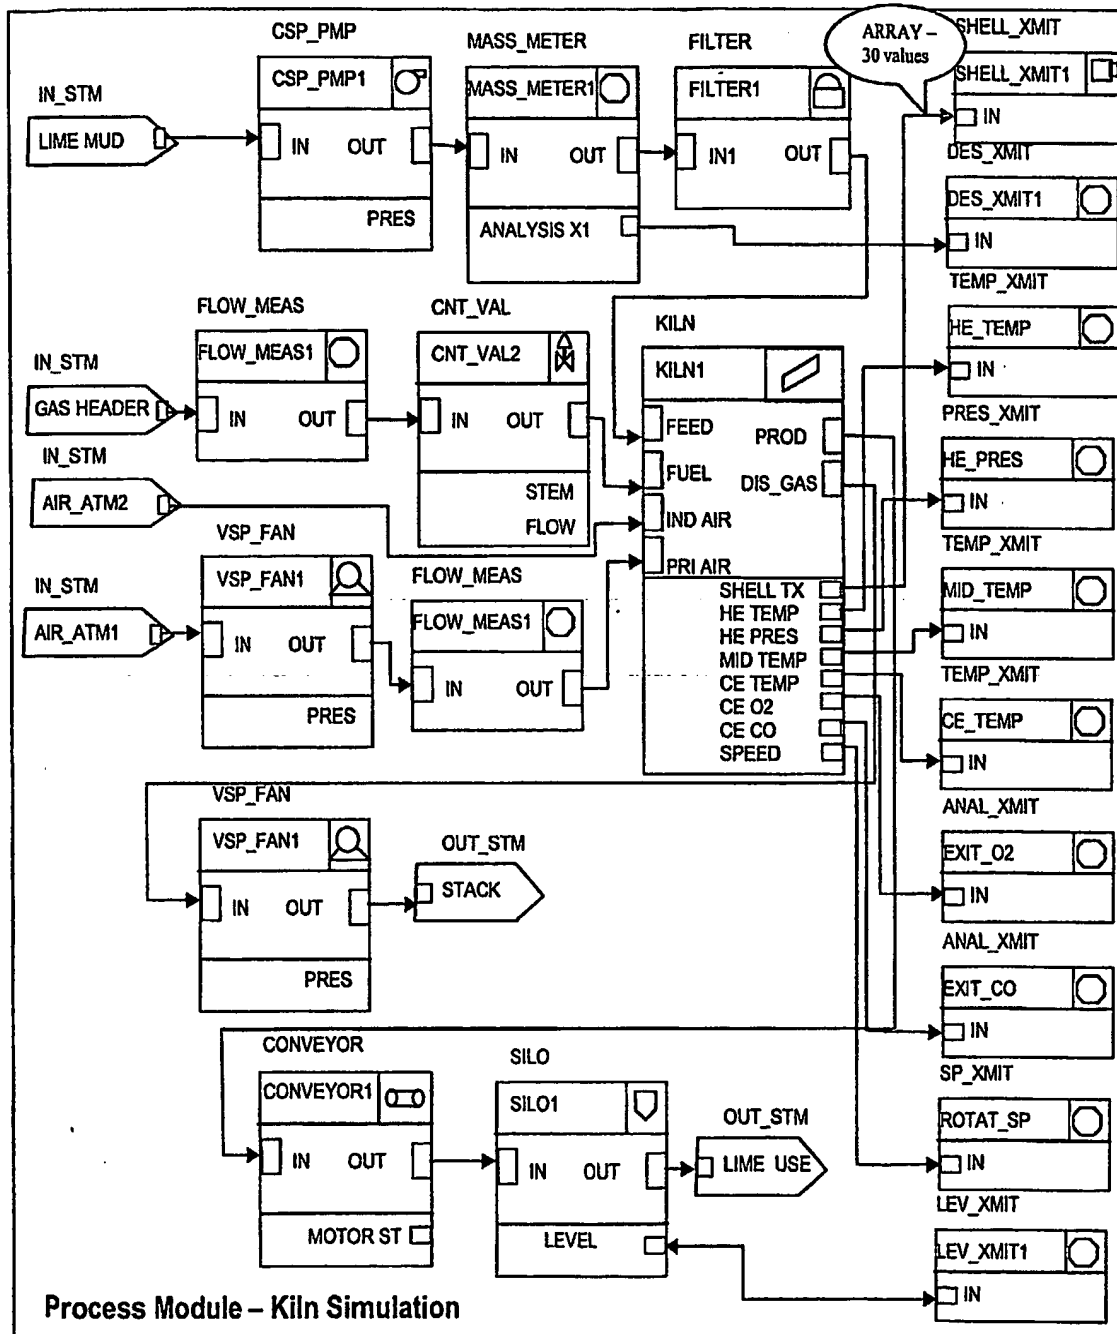 CSP_PMP
CSP_PMP1
IN OUT
PRES
MASS_METER
MASS_METER1
IN OUT
ANALYSIS X1
FILTER
FILTER1
IN1 OUT
ARRAY –
30 values
SHELL_XMIT
SHELL_XMIT1
IN
IN_STM
LIME MUD
DES_XMIT
DES_XMIT1
IN
FLOW_MEAS
FLOW_MEAS1
IN OUT
CNT_VAL
CNT_VAL2
IN OUT
STEM
FLOW
KILN
KILN1
FEED
FUEL
IND AIR
PRI AIR
PROD
DIS_GAS
SHELL TX
HE TEMP
HE PRES
MID TEMP
CE TEMP
CE O2
CE CO
SPEED
TEMP_XMIT
HE_TEMP
IN
IN_STM
GAS HEADER
IN_STM
AIR_ATM2
PRES_XMIT
HE_PRES
IN
VSP_FAN
VSP_FAN1
IN OUT
PRES
FLOW_MEAS
FLOW_MEAS1
IN OUT
IN_STM
AIR_ATM1
TEMP_XMIT
MID_TEMP
IN
TEMP_XMIT
CE_TEMP
IN
VSP_FAN
VSP_FAN1
IN OUT
PRES
OUT_STM
STACK
ANAL_XMIT
EXIT_O2
IN
ANAL_XMIT
EXIT_CO
IN
CONVEYOR
CONVEYOR1
IN OUT
MOTOR ST
SILO
SILO1
IN OUT
LEVEL
OUT_STM
LIME USE
SP_XMIT
ROTAT_SP
IN
LEV_XMIT
LEV_XMIT1
IN
Process Module – Kiln Simulation